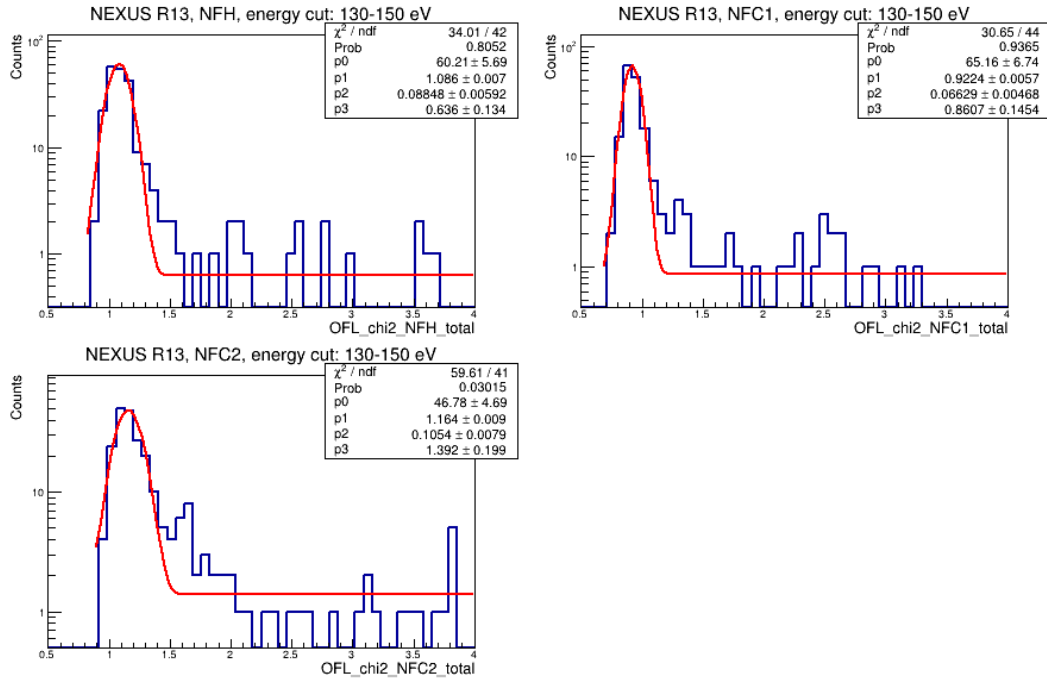 NEXUS R13, NFH, energy cut: 130-150 eV
χ² / ndf 34.01 / 42
Prob 0.8052
p0 60.21 ± 5.69
p1 1.086 ± 0.007
p2 0.08848 ± 0.00592
p3 0.636 ± 0.134
Counts
10²
10
1
0.5 1 1.5 2 2.5 3 3.5 4
OFL_chi2_NFH_total
NEXUS R13, NFC1, energy cut: 130-150 eV
χ² / ndf 30.65 / 44
Prob 0.9365
p0 65.16 ± 6.74
p1 0.9224 ± 0.0057
p2 0.06629 ± 0.00468
p3 0.8607 ± 0.1454
Counts
10²
10
1
0.5 1 1.5 2 2.5 3 3.5 4
OFL_chi2_NFC1_total
NEXUS R13, NFC2, energy cut: 130-150 eV
χ² / ndf 59.61 / 41
Prob 0.03015
p0 46.78 ± 4.69
p1 1.164 ± 0.009
p2 0.1054 ± 0.0079
p3 1.392 ± 0.199
Counts
10
1
0.5 1 1.5 2 2.5 3 3.5 4
OFL_chi2_NFC2_total